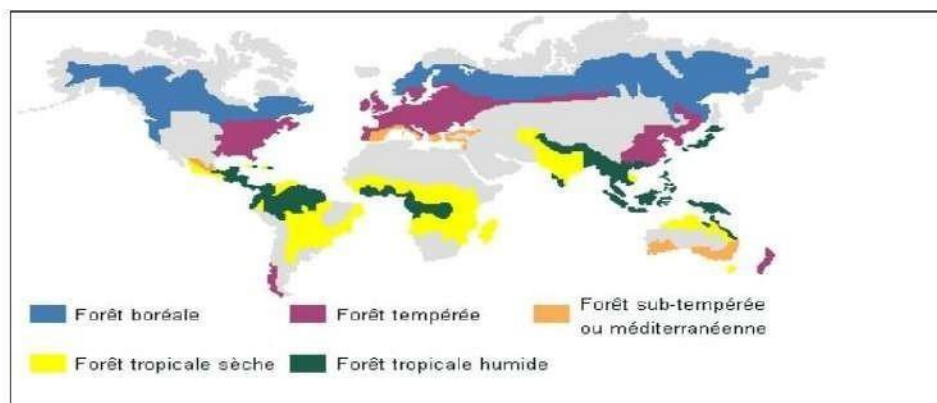 Forêt boréale
Forêt tempérée
Forêt sub-tempérée
ou méditerranéenne
Forêt tropicale sèche
Forêt tropicale humide